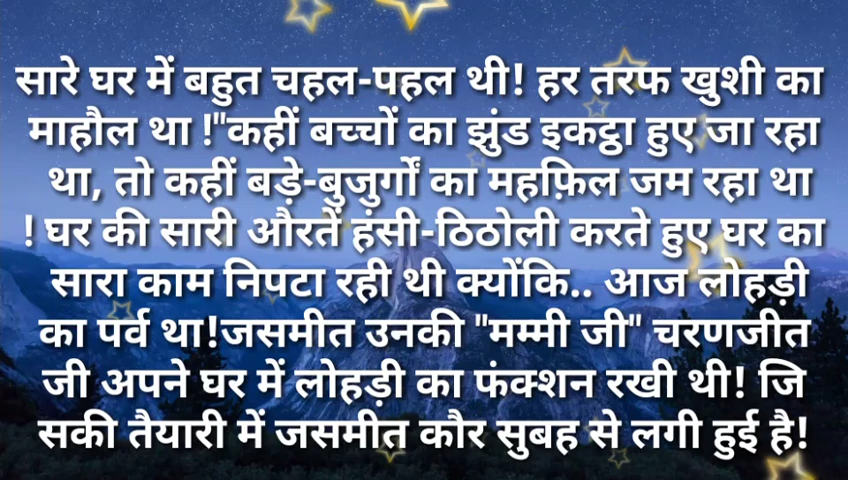 सारे घर में बहुत चहल-पहल थी! हर तरफ खुशी का
माहौल था !"कहीं बच्चों का झुंड इकट्ठा हुए जा रहा
था, तो कहीं बड़े-बुजुर्गों का महफ़िल जम रहा था
! घर की सारी औरतें हंसी-ठिठोली करते हुए घर का
सारा काम निपटा रही थी क्योंकि.. आज लोहड़ी
का पर्व था!जसमीत उनकी "मम्मी जी" चरणजीत
जी अपने घर में लोहड़ी का फंक्शन रखी थी! जि
सकी तैयारी में जसमीत कौर सुबह से लगी हुई है!